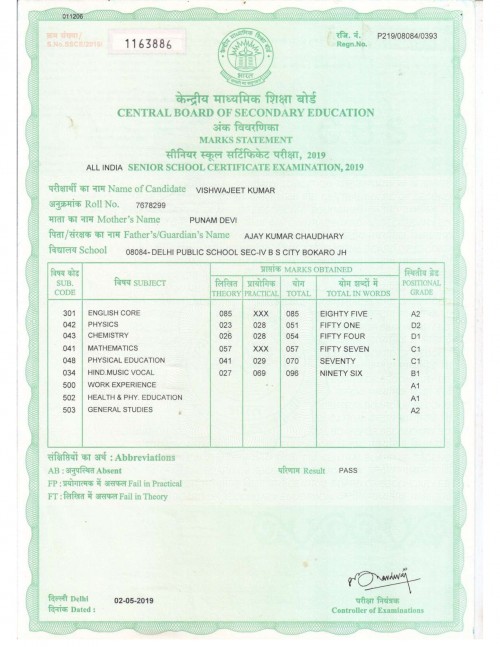 011206
प्रमाण संख्या/
S.No.SSCE/2019/
1163886
रजि. नं.
Regn.No.
P219/08084/0393
केन्द्रीय माध्यमिक शिक्षा बोर्ड
CENTRAL BOARD OF SECONDARY EDUCATION
अंक विवरणिका
MARKS STATEMENT
सीनियर स्कूल सर्टिफिकेट परीक्षा, 2019
ALL INDIA SENIOR SCHOOL CERTIFICATE EXAMINATION, 2019
परीक्षार्थी का नाम Name of Candidate VISHWAJEET KUMAR
अनुक्रमांक Roll No. 7678299
माता का नाम Mother's Name PUNAM DEVI
पिता/संरक्षक का नाम Father's/Guardian's Name AJAY KUMAR CHAUDHARY
विद्यालय School 08084- DELHI PUBLIC SCHOOL SEC-IV B S CITY BOKARO JH
विषय कोड SUB. CODE
विषय SUBJECT
प्राप्तांक MARKS OBTAINED
लिखित THEORY
प्रायोगिक PRACTICAL
योग TOTAL
योग शब्दों में TOTAL IN WORDS
स्थितीय ग्रेड POSITIONAL GRADE
301 ENGLISH CORE 085 XXX 085 EIGHTY FIVE A2
042 PHYSICS 023 028 051 FIFTY ONE D2
043 CHEMISTRY 026 028 054 FIFTY FOUR D1
041 MATHEMATICS 057 XXX 057 FIFTY SEVEN C1
048 PHYSICAL EDUCATION 041 029 070 SEVENTY C1
034 HIND.MUSIC VOCAL 027 069 096 NINETY SIX B1
500 WORK EXPERIENCE A1
502 HEALTH & PHY. EDUCATION A1
503 GENERAL STUDIES A2
संक्षिप्तियों का अर्थ : Abbreviations
AB : अनुपस्थित Absent
परिणाम Result PASS
FP : प्रयोगात्मक में असफल Fail in Practical
FT : लिखित में असफल Fail in Theory
दिल्ली Delhi
दिनांक Dated : 02-05-2019
परीक्षा नियंत्रक
Controller of Examinations